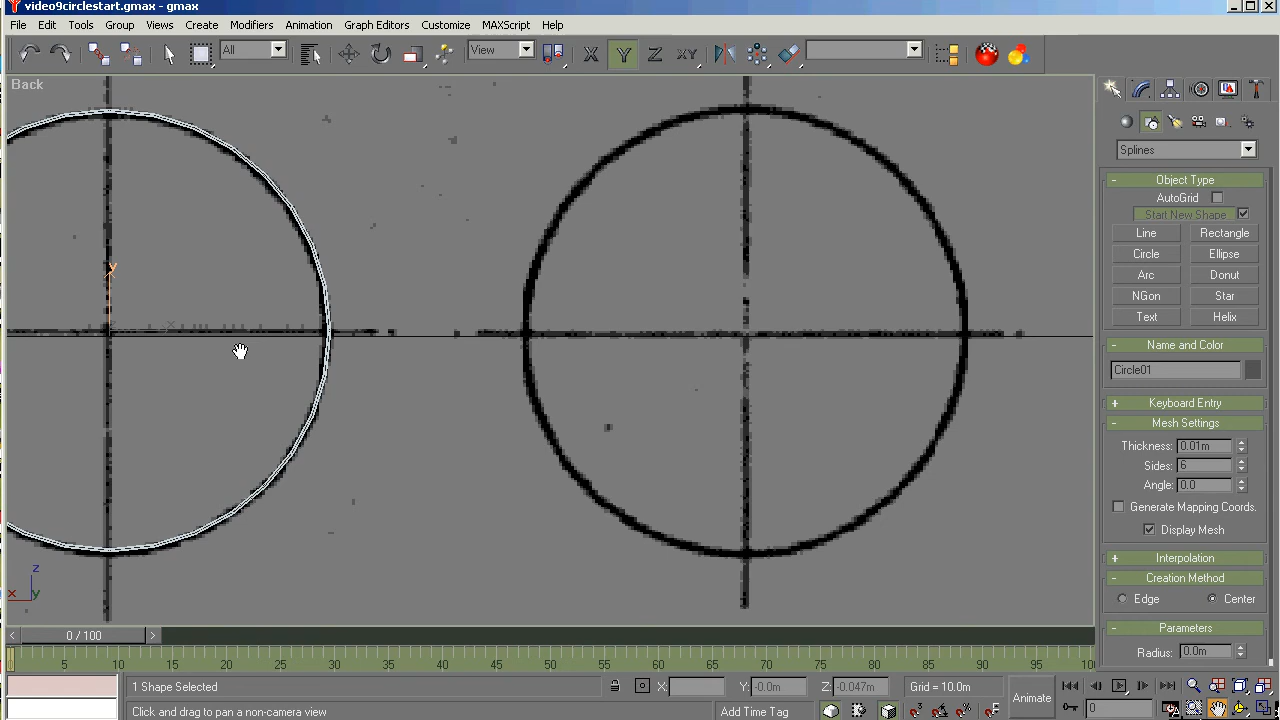 video9circlestart.gmax - gmax
File Edit Tools Group Views Create Modifiers Animation Graph Editors Customize MAXScript Help
All View X Y Z XY
Back
Splines
- Object Type
AutoGrid
Start New Shape
Line Rectangle
Circle Ellipse
Arc Donut
NGon Star
Text Helix
- Name and Color
Circle01
+ Keyboard Entry
- Mesh Settings
Thickness: 0.01m
Sides: 6
Angle: 0.0
Generate Mapping Coords.
Display Mesh
+ Interpolation
- Creation Method
Edge Center
- Parameters
Radius: 0.0m
y
x
z
x y
< 0 / 100 >
5 10 15 20 25 30 35 40 45 50 55 60 65 70 75 80 85 90 95 100
1 Shape Selected X: Y: -0.0m Z: -0.047m Grid = 10.0m Animate
Click and drag to pan a non-camera view Add Time Tag 0